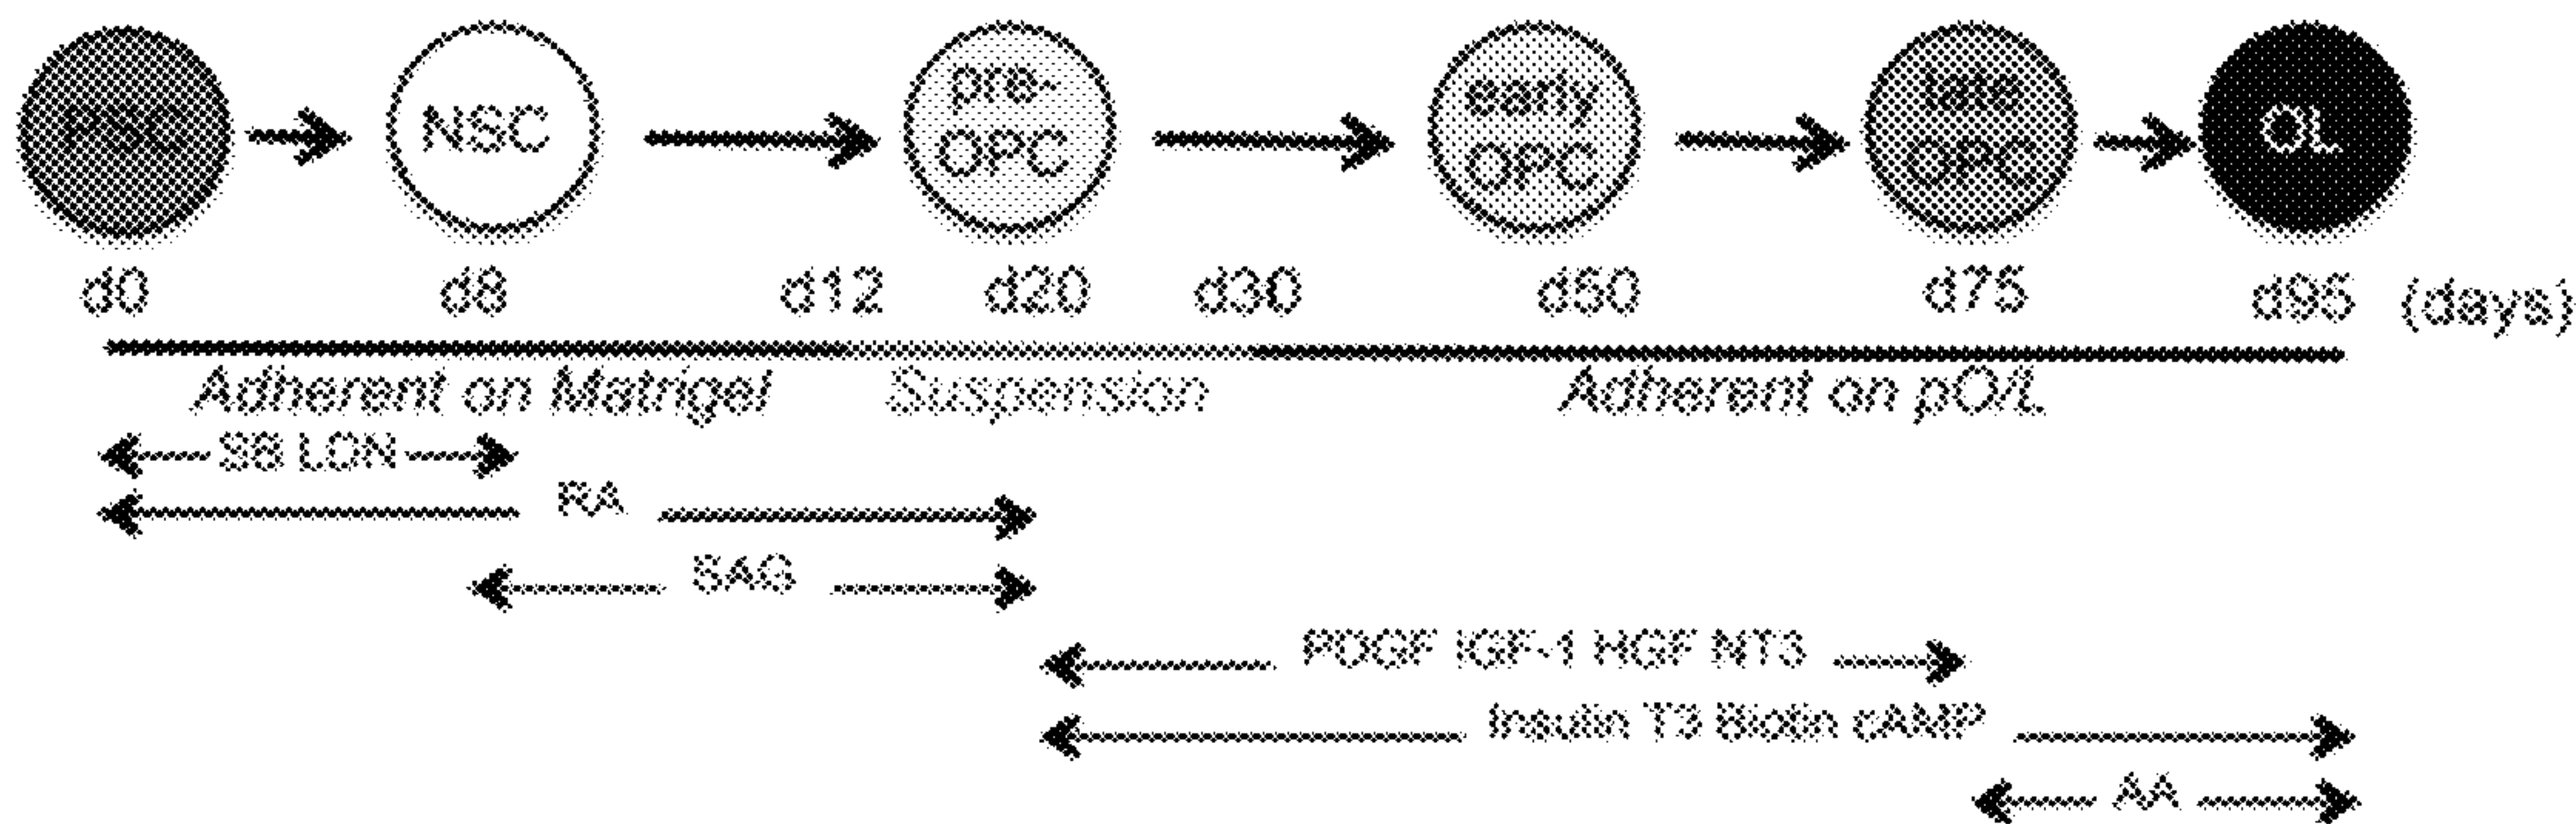 PSC NSC pre-OPC early OPC late OPC OL
d0 d8 d12 d20 d30 d50 d75 d95 (days)
Adherent on Matrigel Suspension Adherent on pO/L
SB LDN
RA
SAG
PDGF IGF-1 HGF NT3
Insulin T3 Biotin cAMP
AA